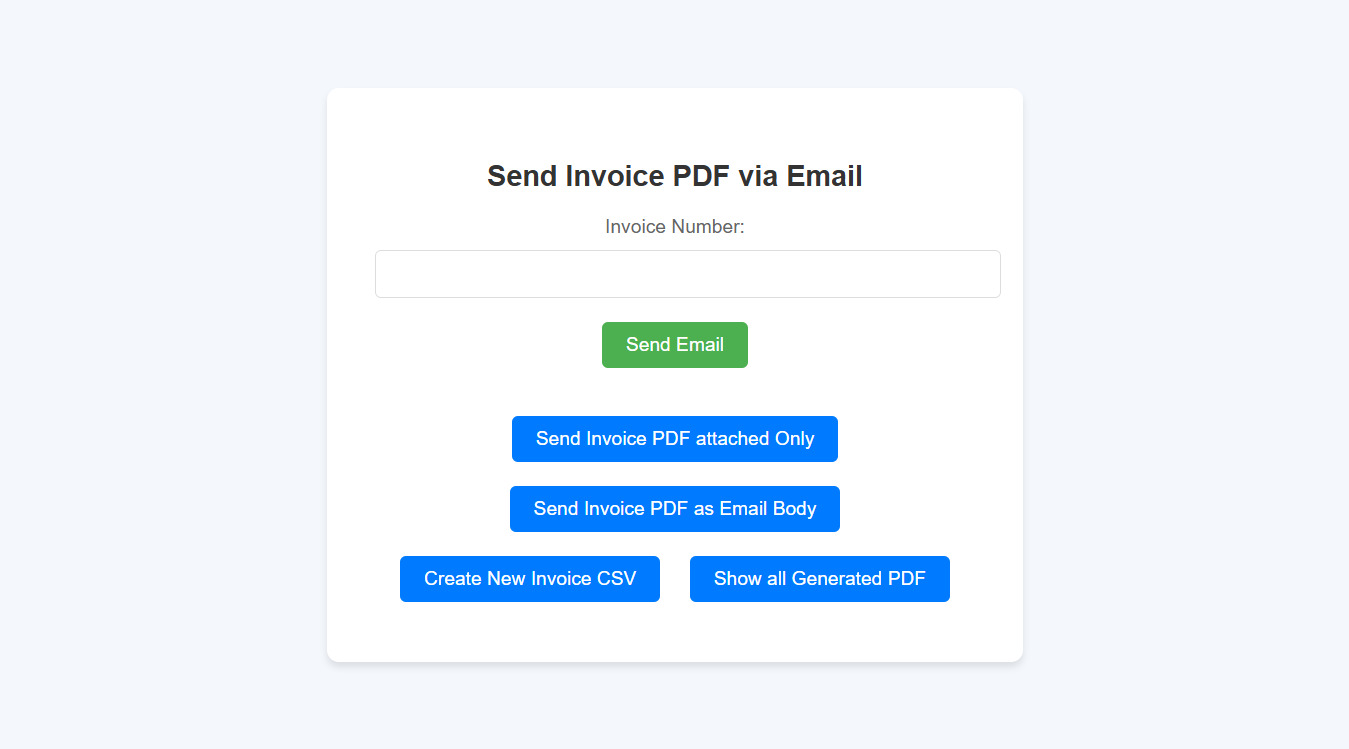 Send Invoice PDF via Email
Invoice Number:
Send Email
Send Invoice PDF attached Only
Send Invoice PDF as Email Body
Create New Invoice CSV
Show all Generated PDF